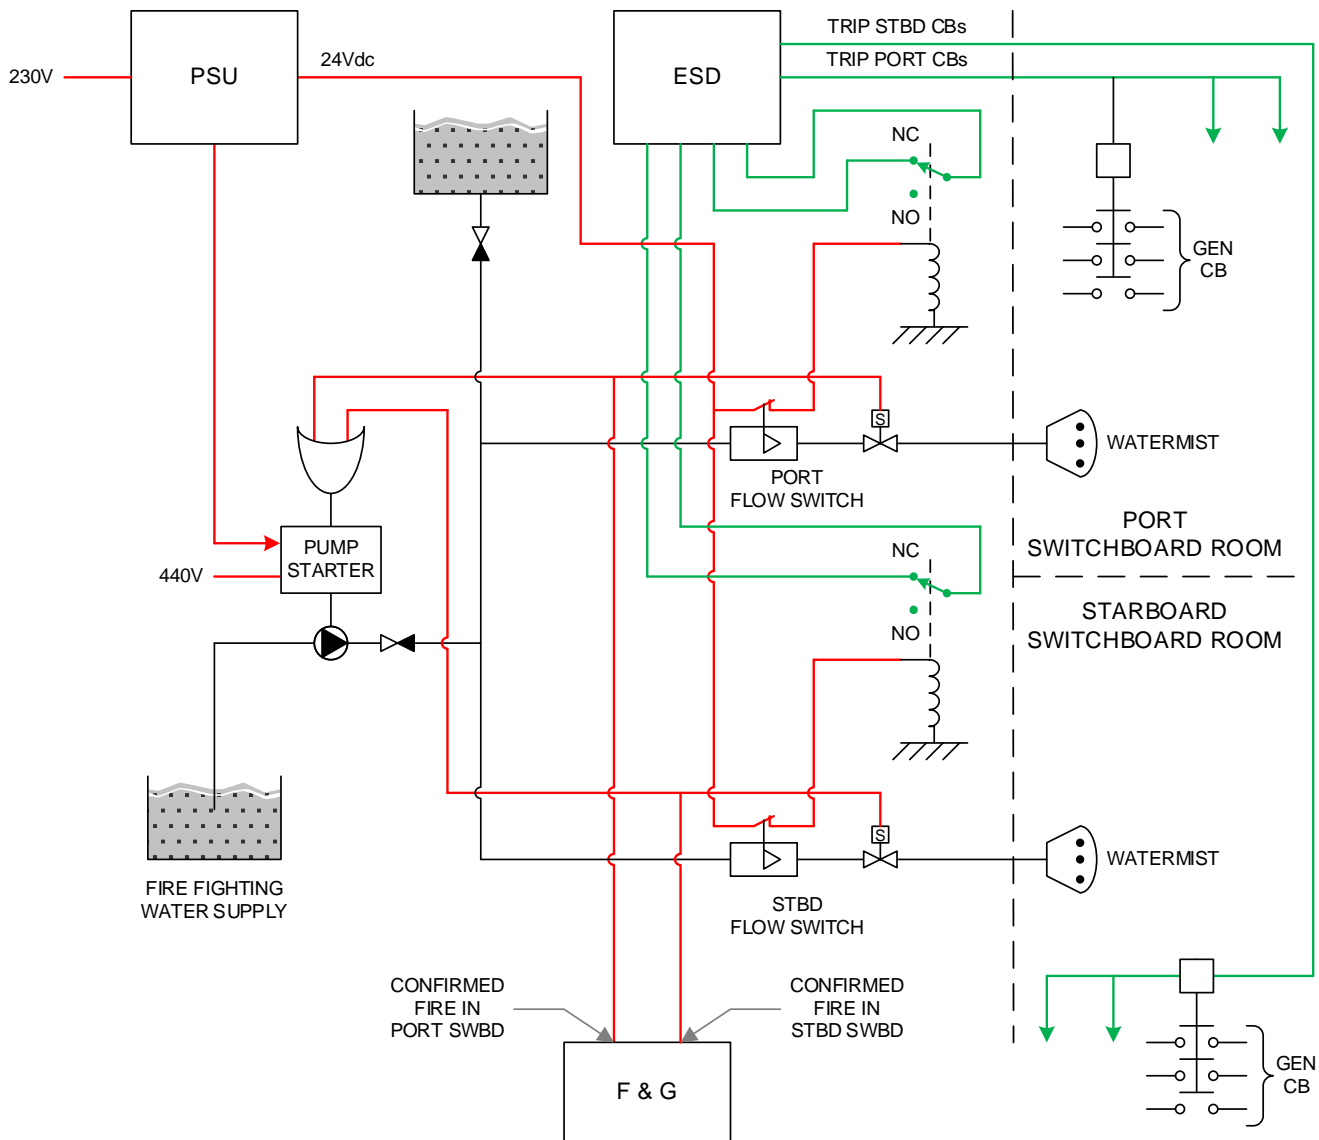 TRIP STBD CBs
TRIP PORT CBs
230V
PSU
24Vdc
ESD
NC
NO
GEN
CB
S
WATERMIST
PORT
FLOW SWITCH
PORT
SWITCHBOARD ROOM
PUMP
STARTER
440V
NC
NO
STARBOARD
SWITCHBOARD ROOM
S
WATERMIST
FIRE FIGHTING
WATER SUPPLY
STBD
FLOW SWITCH
CONFIRMED
FIRE IN
PORT SWBD
CONFIRMED
FIRE IN
STBD SWBD
F & G
GEN
CB